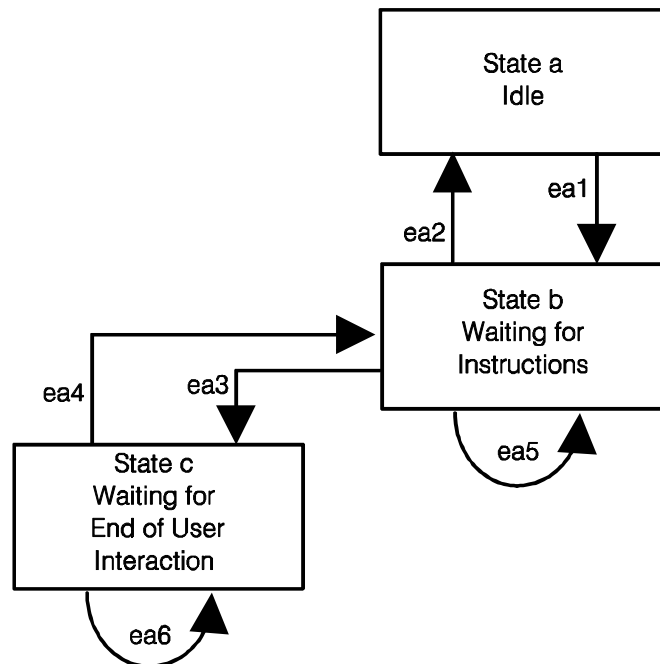 State a
Idle
ea1
ea2
State b
Waiting for
Instructions
ea4
ea3
ea5
State c
Waiting for
End of User
Interaction
ea6